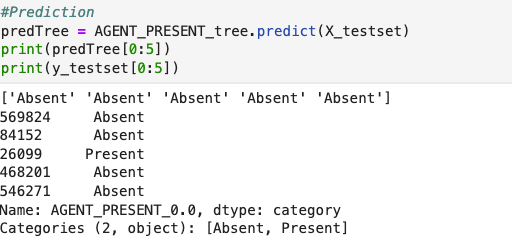 #Prediction
predTree = AGENT_PRESENT_tree.predict(X_testset)
print(predTree[0:5])
print(y_testset[0:5])
['Absent' 'Absent' 'Absent' 'Absent' 'Absent']
569824     Absent
84152      Absent
26099     Present
468201     Absent
546271     Absent
Name: AGENT_PRESENT_0.0, dtype: category
Categories (2, object): [Absent, Present]